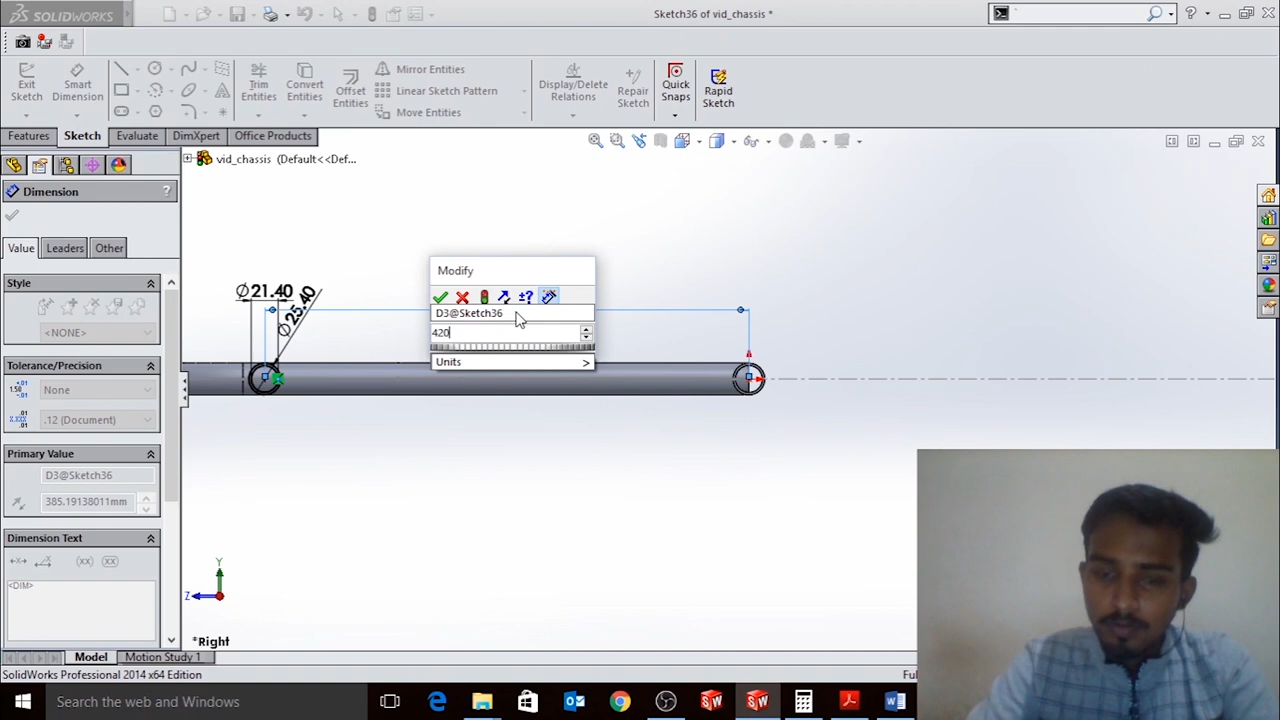 SOLIDWORKS
Sketch36 of vid_chassis *
Exit Sketch
Smart Dimension
Trim Entities
Convert Entities
Offset Entities
Mirror Entities
Linear Sketch Pattern
Move Entities
Display/Delete Relations
Repair Sketch
Quick Snaps
Rapid Sketch
Features
Sketch
Evaluate
DimXpert
Office Products
vid_chassis (Default<<Def...
Dimension
?
Value
Leaders
Other
Style
<NONE>
Tolerance/Precision
None
.12 (Document)
Primary Value
D3@Sketch36
385.19138011mm
Dimension Text
<DIM>
Modify
D3@Sketch36
420
Units >
Ø21.40
Ø25.40
Y
Z
*Right
Model
Motion Study 1
SolidWorks Professional 2014 x64 Edition
Search the web and Windows